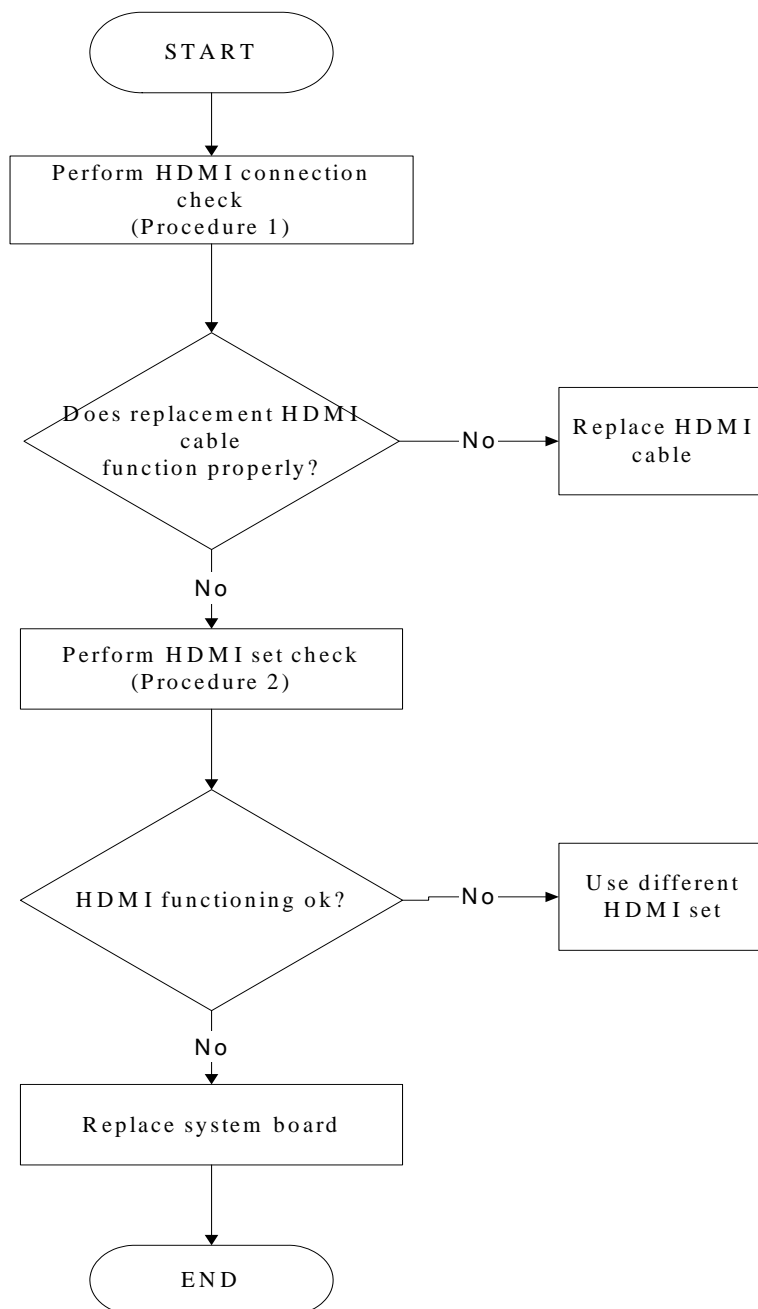 START
Perform HDMI connection
check
(Procedure 1)
Does replacement HDMI
cable
function properly?
No
Replace HDMI
cable
No
Perform HDMI set check
(Procedure 2)
HDMI functioning ok?
No
Use different
HDMI set
No
Replace system board
END